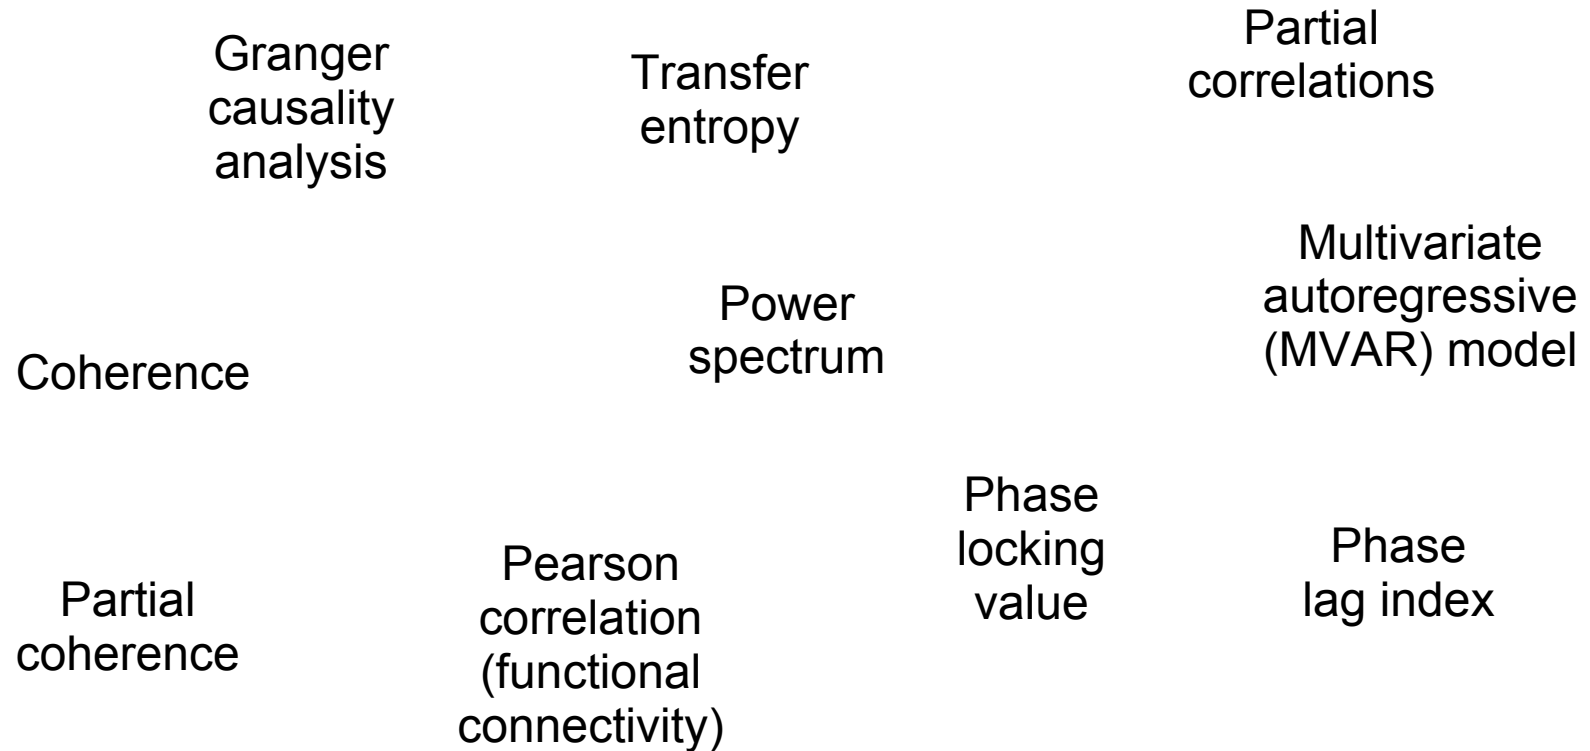 Granger
causality
analysis
Transfer
entropy
Partial
correlations
Coherence
Power
spectrum
Multivariate
autoregressive
(MVAR) model
Partial
coherence
Pearson
correlation
(functional
connectivity)
Phase
locking
value
Phase
lag index